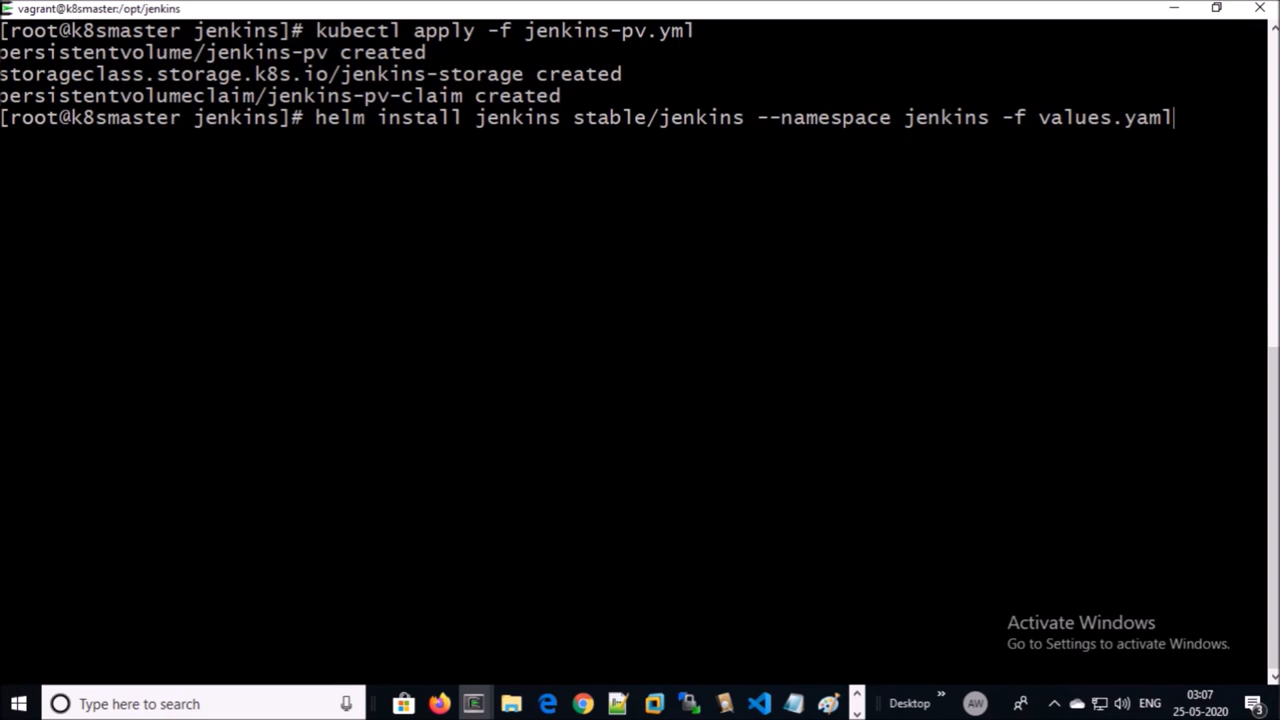 vagrant@k8smaster:/opt/jenkins
[root@k8smaster jenkins]# kubectl apply -f jenkins-pv.yml
persistentvolume/jenkins-pv created
storageclass.storage.k8s.io/jenkins-storage created
persistentvolumeclaim/jenkins-pv-claim created
[root@k8smaster jenkins]# helm install jenkins stable/jenkins --namespace jenkins -f values.yaml
Activate Windows
Go to Settings to activate Windows.
Type here to search
Desktop
»
AW
ENG
03:07
25-05-2020
3